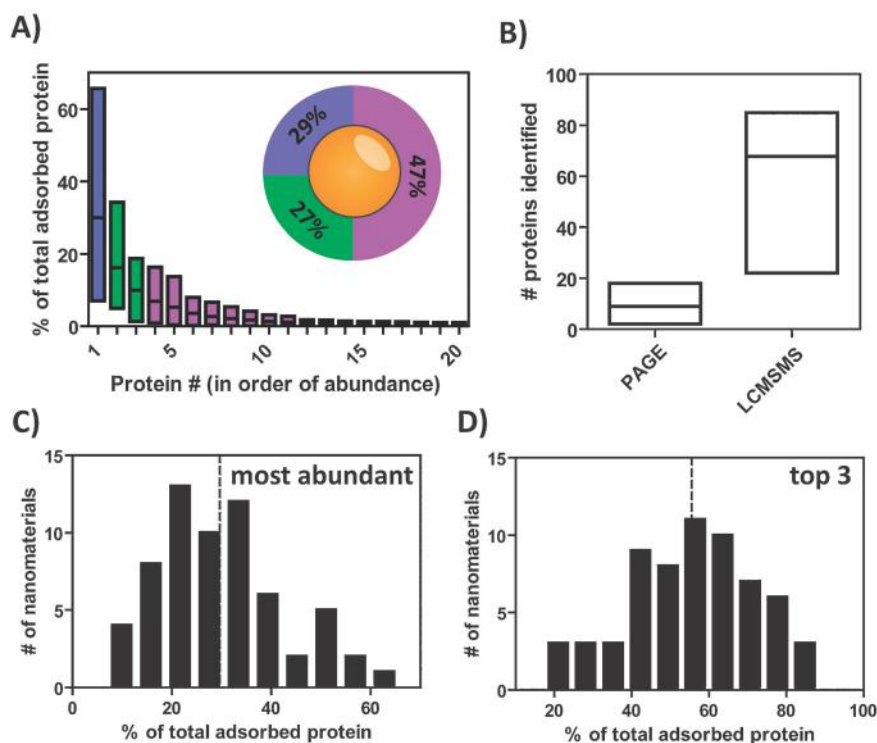 A)
% of total adsorbed protein
60
40
20
0
29%
47%
27%
1
5
10
15
20
Protein # (in order of abundance)
B)
# proteins identified
100
80
60
40
20
0
PAGE
LCMSMS
C)
most abundant
# of nanomaterials
15
10
5
0
0 20 40 60
% of total adsorbed protein
D)
top 3
# of nanomaterials
15
10
5
0
20 40 60 80 100
% of total adsorbed protein